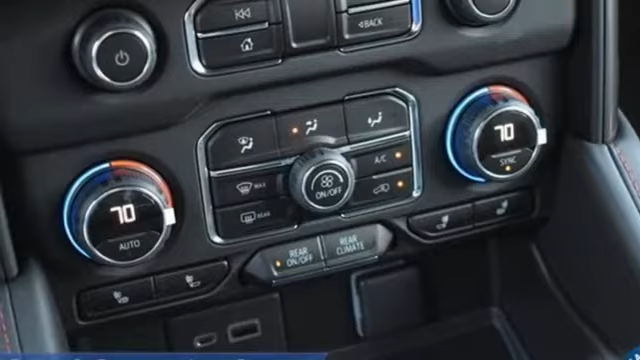 BACK
MAX
A/C
REAR
ON/OFF
70
AUTO
70
SYNC
REAR
ON/OFF
REAR
CLIMATE